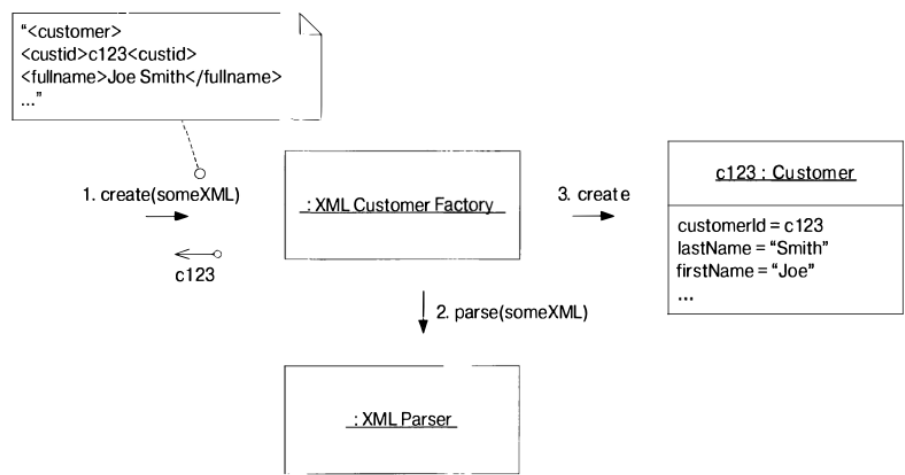 “<customer>
<custid>c123<custid>
<fullname>Joe Smith</fullname>
...”
1. create(someXML)
c123
: XML Customer Factory
3. create
c123 : Customer
customerId = c123
lastName = “Smith”
firstName = “Joe”
...
2. parse(someXML)
: XML Parser